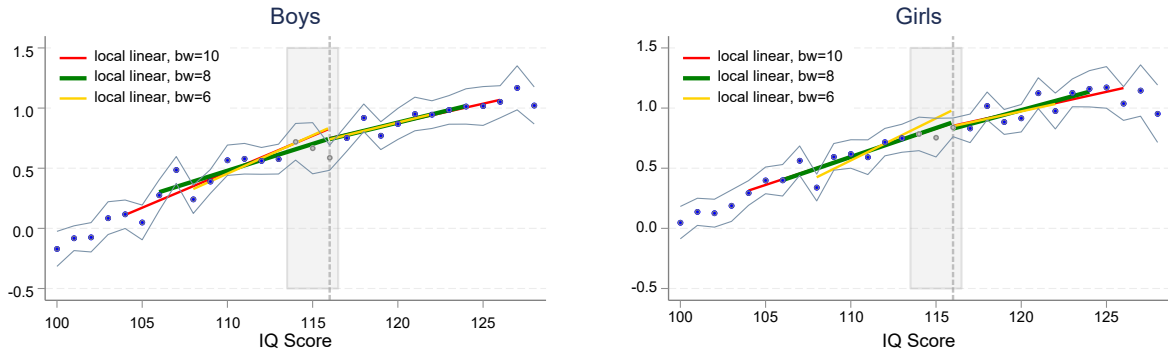 Boys
1.5
local linear, bw=10
local linear, bw=8
local linear, bw=6
1.0
0.5
0.0
-0.5
100 105 110 115 120 125
IQ Score
Girls
1.5
local linear, bw=10
local linear, bw=8
local linear, bw=6
1.0
0.5
0.0
-0.5
100 105 110 115 120 125
IQ Score